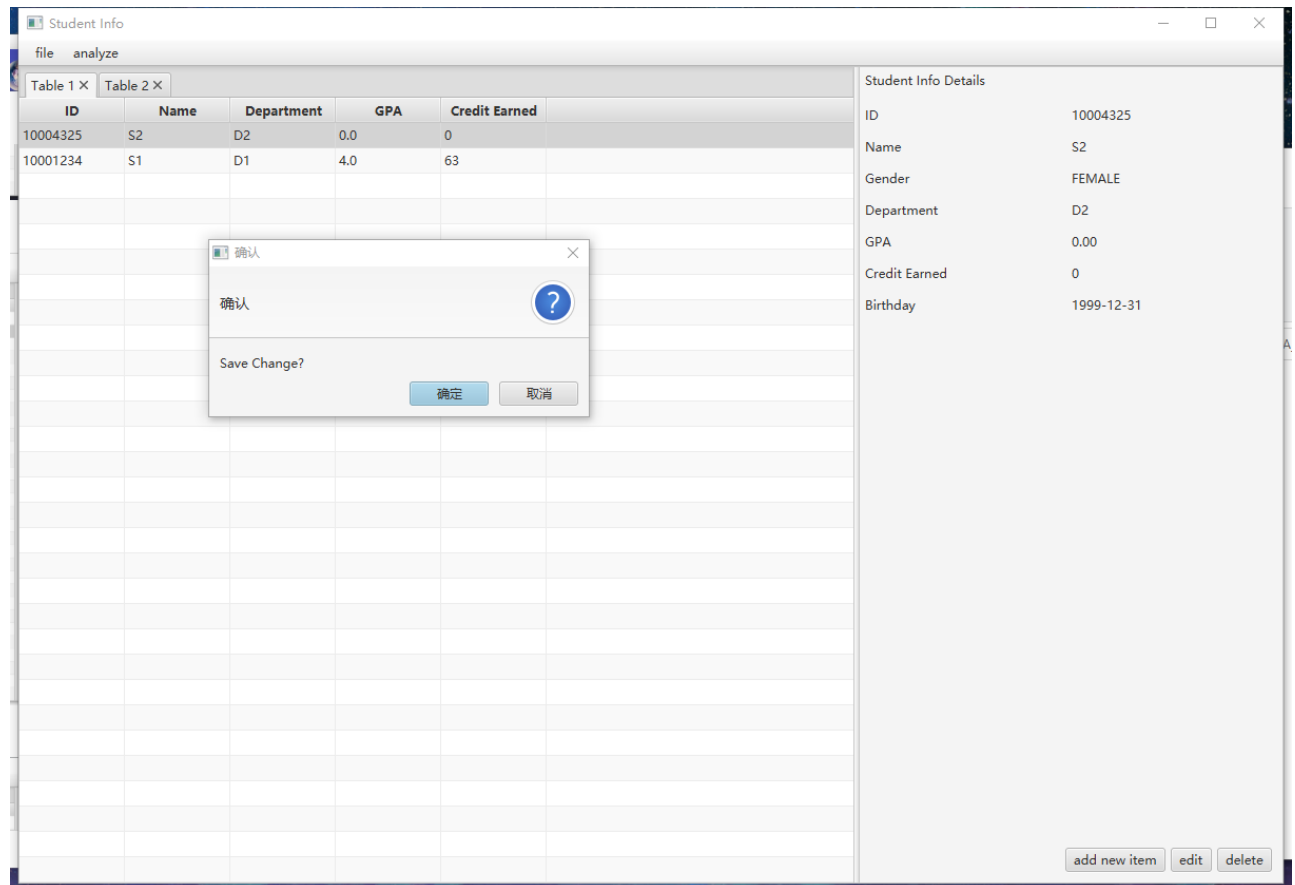 Student Info
file analyze
Table 1 Table 2
ID Name Department GPA Credit Earned
10004325 S2 D2 0.0 0
10001234 S1 D1 4.0 63
确认
确认
Save Change?
确定 取消
Student Info Details
ID 10004325
Name S2
Gender FEMALE
Department D2
GPA 0.00
Credit Earned 0
Birthday 1999-12-31
add new item edit delete